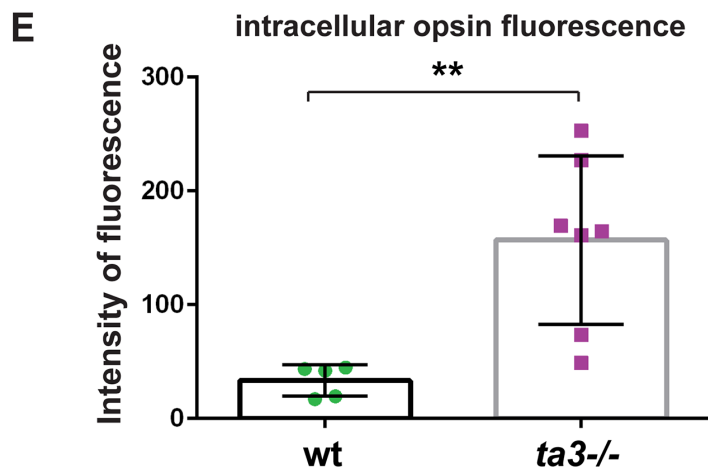 E
intracellular opsin fluorescence
Intensity of fluorescence
**
300
200
100
0
wt
ta3-/-